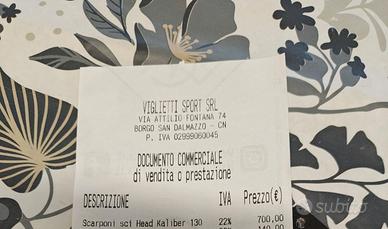 VIGLIETTI SPORT SRL
VIA ATTILIO FONTANA 74
BORGO SAN DALMAZZO - CN
P. IVA 02999060045
DOCUMENTO COMMERCIALE
di vendita o prestazione
DESCRIZIONE IVA Prezzo(€)
Scarponi sci Head Kaliber 130 22% 700,00
subito